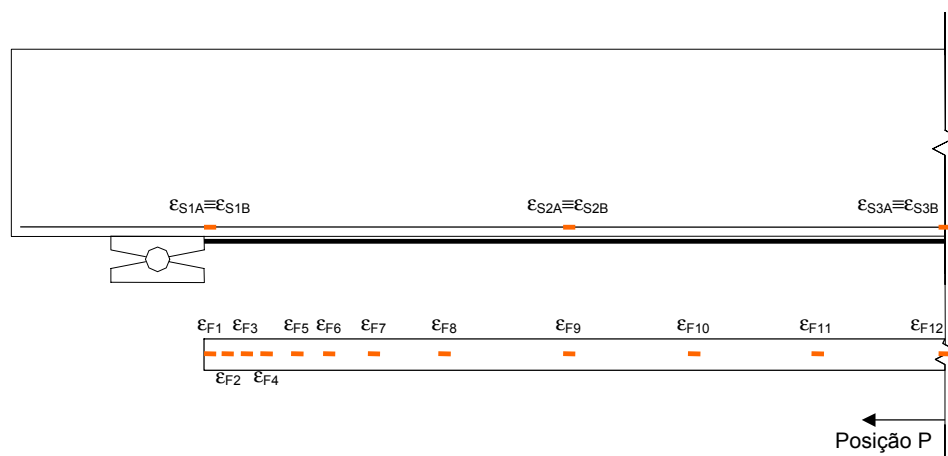 εS1A≡εS1B εS2A≡εS2B εS3A≡εS3B
εF1 εF3 εF5 εF6 εF7 εF8 εF9 εF10 εF11 εF12
εF2 εF4
Posição P